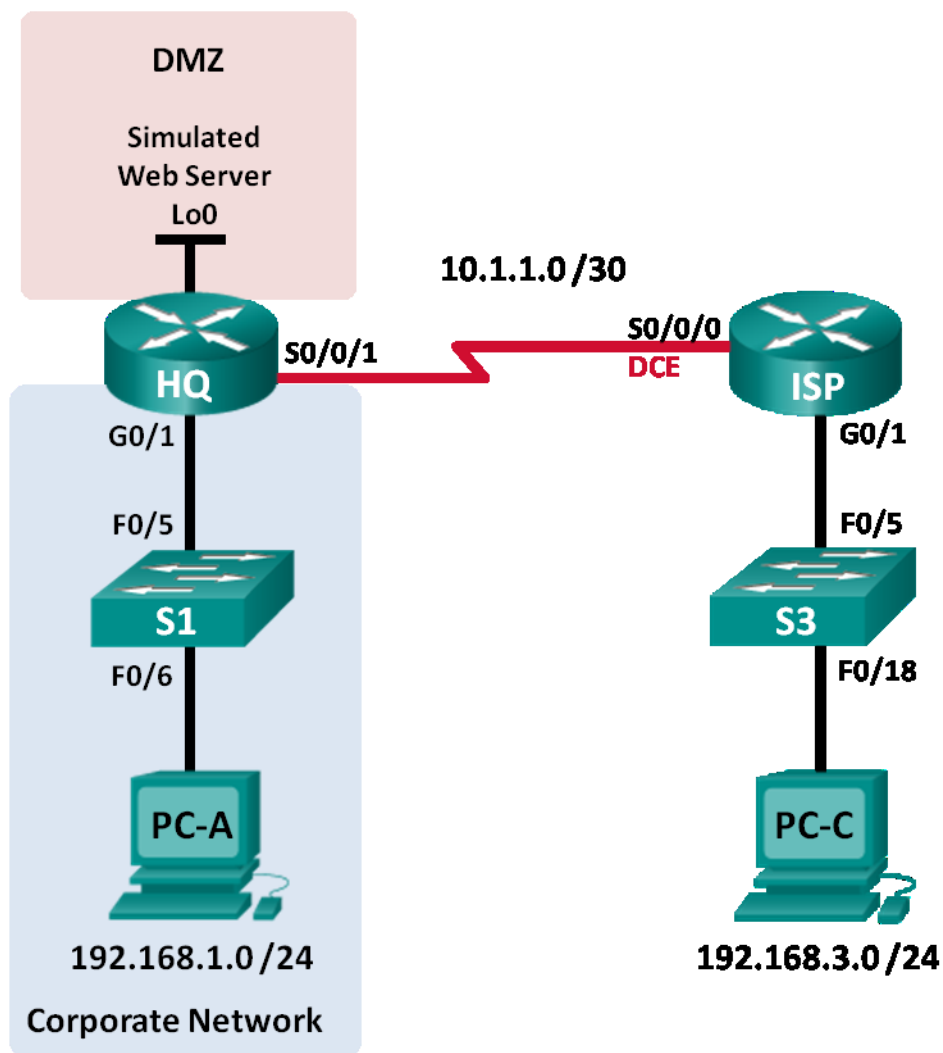 DMZ
Simulated
Web Server
Lo0
10.1.1.0 /30
S0/0/1
S0/0/0
DCE
HQ
ISP
G0/1
G0/1
F0/5
F0/5
S1
S3
F0/6
F0/18
PC-A
PC-C
192.168.1.0 /24
192.168.3.0 /24
Corporate Network